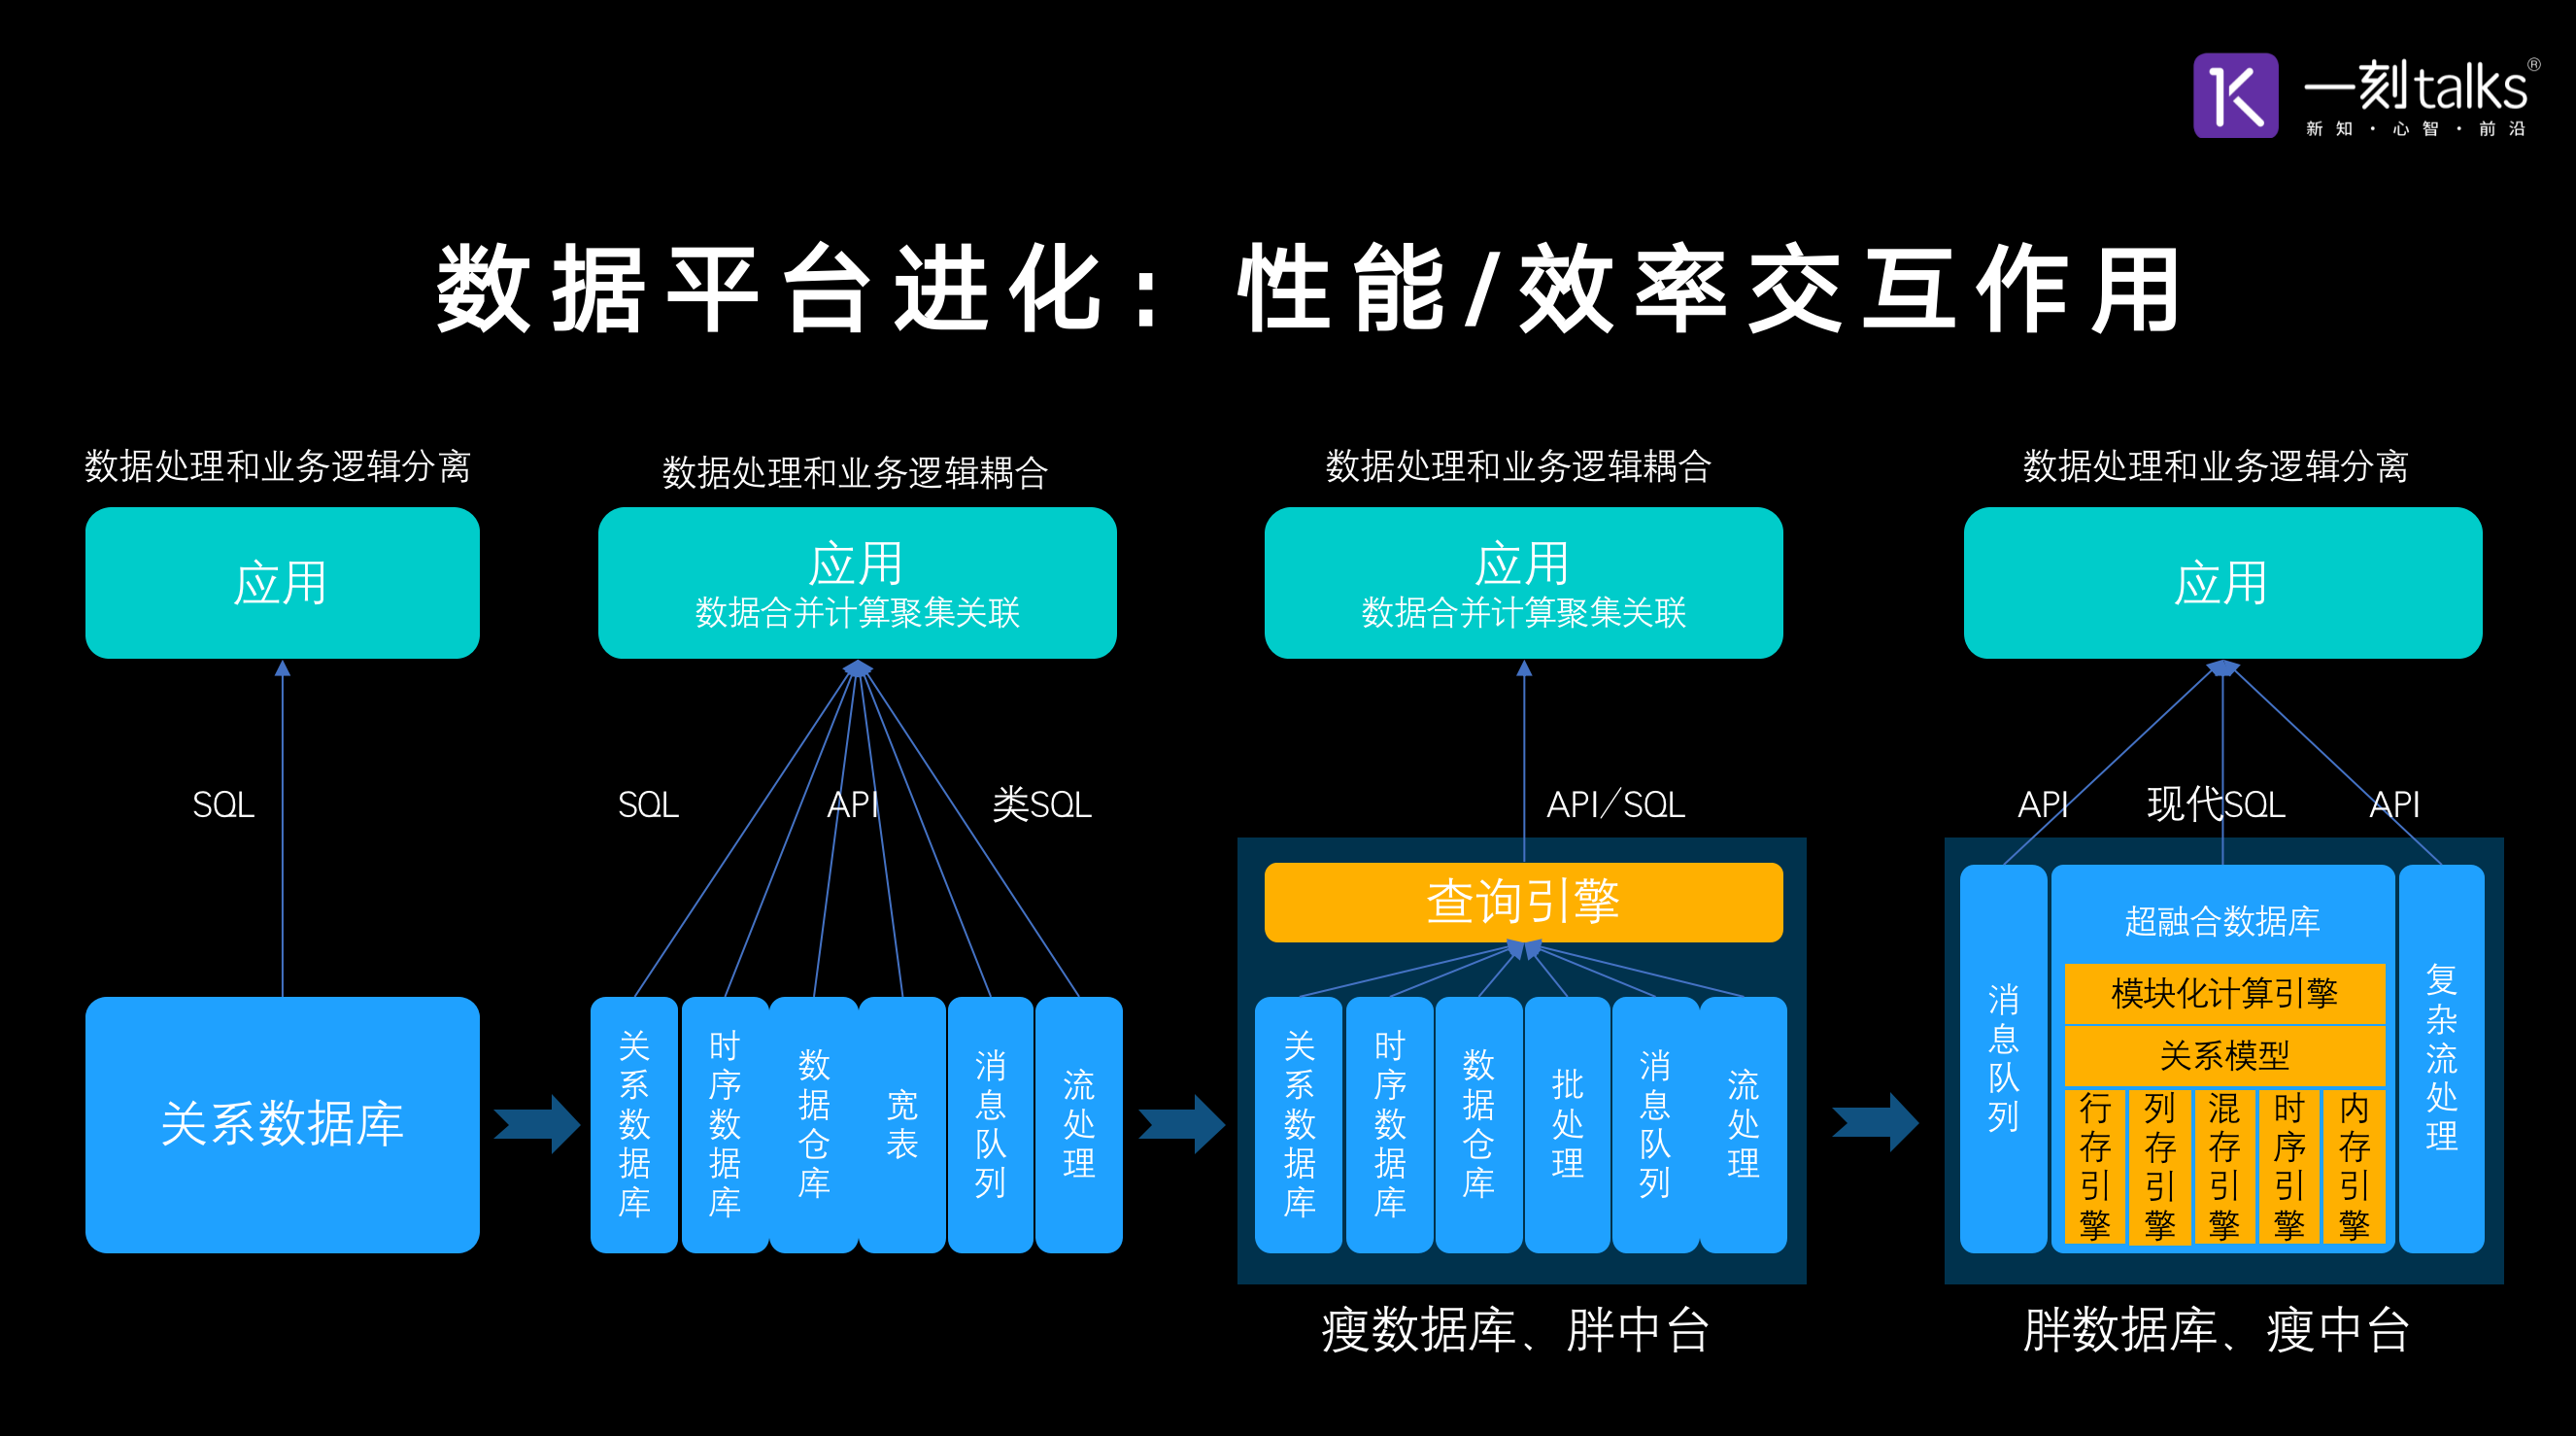 一刻talks®
新知·心智·前沿
数据平台进化：性能/效率交互作用
数据处理和业务逻辑分离
应用
SQL
关系数据库
数据处理和业务逻辑耦合
应用
数据合并计算聚集关联
SQL
API
类SQL
关系数据库
时序数据库
数据仓库
宽表
消息队列
流处理
数据处理和业务逻辑耦合
应用
数据合并计算聚集关联
API/SQL
查询引擎
关系数据库
时序数据库
数据仓库
批处理
消息队列
流处理
瘦数据库、胖中台
数据处理和业务逻辑分离
应用
API
现代SQL
API
消息队列
超融合数据库
模块化计算引擎
关系模型
行存引擎
列存引擎
混存引擎
时序引擎
内存引擎
复杂流处理
胖数据库、瘦中台